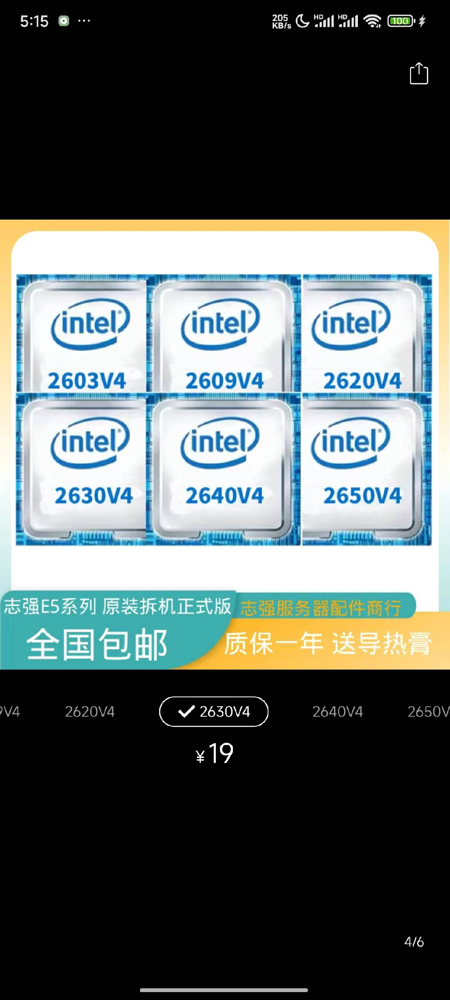 5:15 ...
205 KB/s HD HD 100
intel intel intel
2603V4 2609V4 2620V4
intel intel intel
2630V4 2640V4 2650V4
志强E5系列 原装拆机正式版 志强服务器配件商行
全国包邮 质保一年 送导热膏
9V4 2620V4 2630V4 2640V4 2650V
¥19
4/6